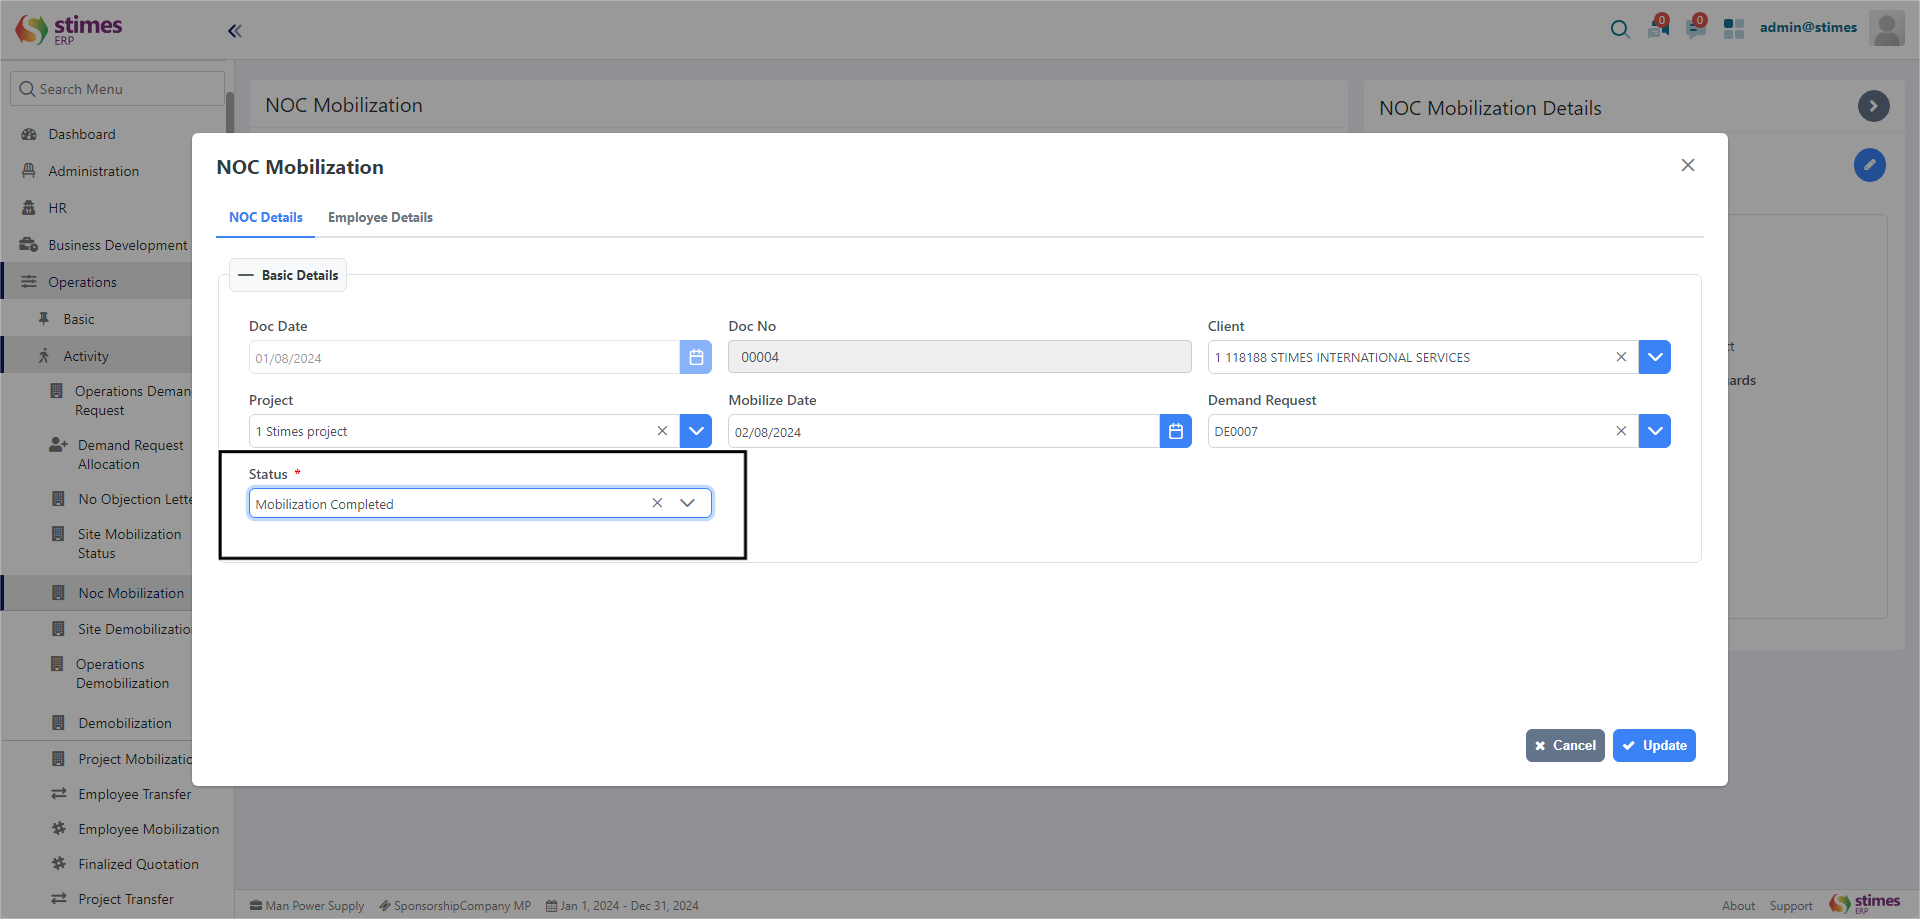 stimes
ERP
0
0
admin@stimes
Search Menu
Dashboard
Administration
HR
Business Development
Operations
Basic
Activity
Operations Deman
Request
Demand Request
Allocation
No Objection Lette
Site Mobilization
Status
Noc Mobilization
Site Demobilizatio
Operations
Demobilization
Demobilization
Project Mobilizatio
Employee Transfer
Employee Mobilization
Finalized Quotation
Project Transfer
NOC Mobilization
NOC Mobilization Details
NOC Mobilization
NOC Details
Employee Details
Basic Details
Doc Date
Doc No
Client
01/08/2024
00004
1 118188 STIMES INTERNATIONAL SERVICES
Project
Mobilize Date
Demand Request
1 Stimes project
02/08/2024
DE0007
Status *
Mobilization Completed
Cancel
Update
ards
Man Power Supply
SponsorshipCompany MP
Jan 1, 2024 - Dec 31, 2024
About
Support
stimes
ERP